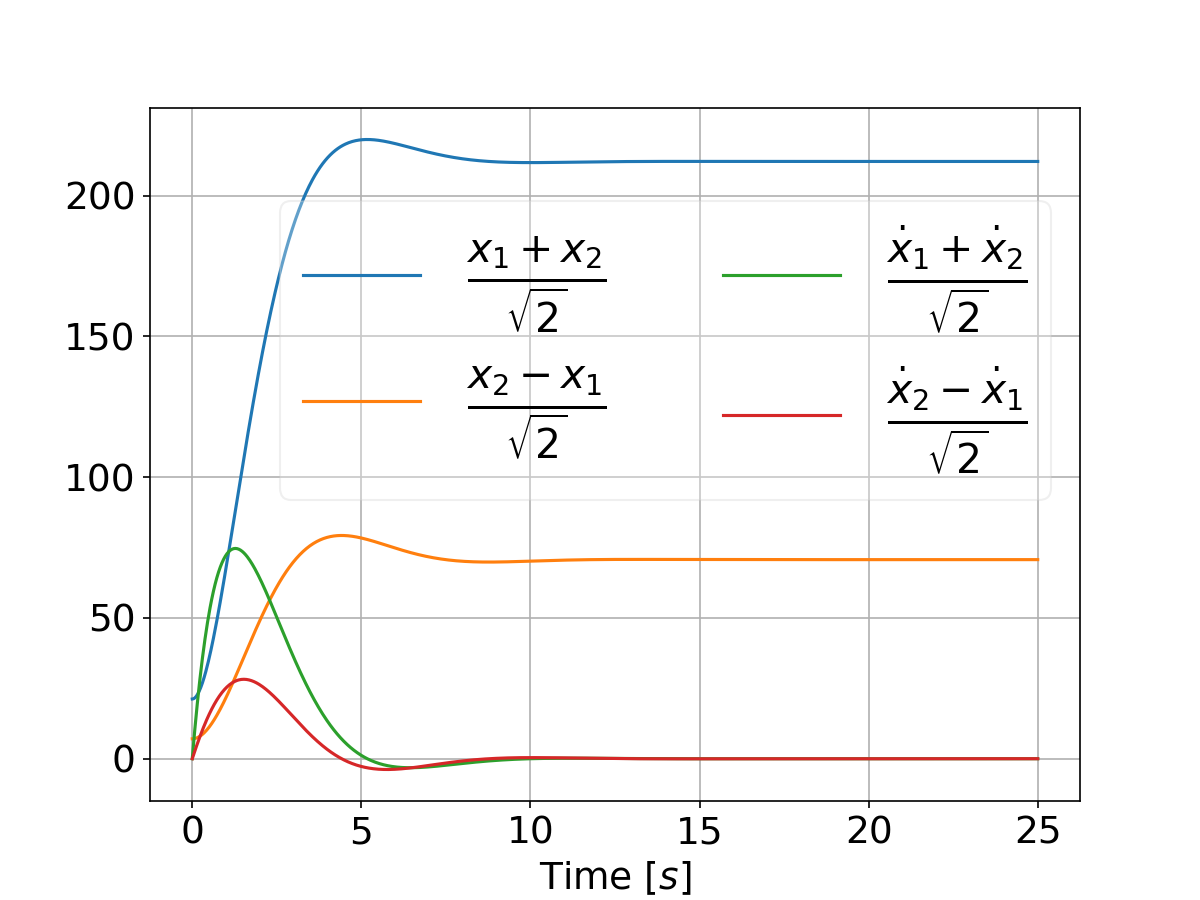 200
150
100
50
0
0 5 10 15 20 25
Time [s]
x₁ + x₂
√2
x₂ − x₁
√2
ẋ₁ + ẋ₂
√2
ẋ₂ − ẋ₁
√2